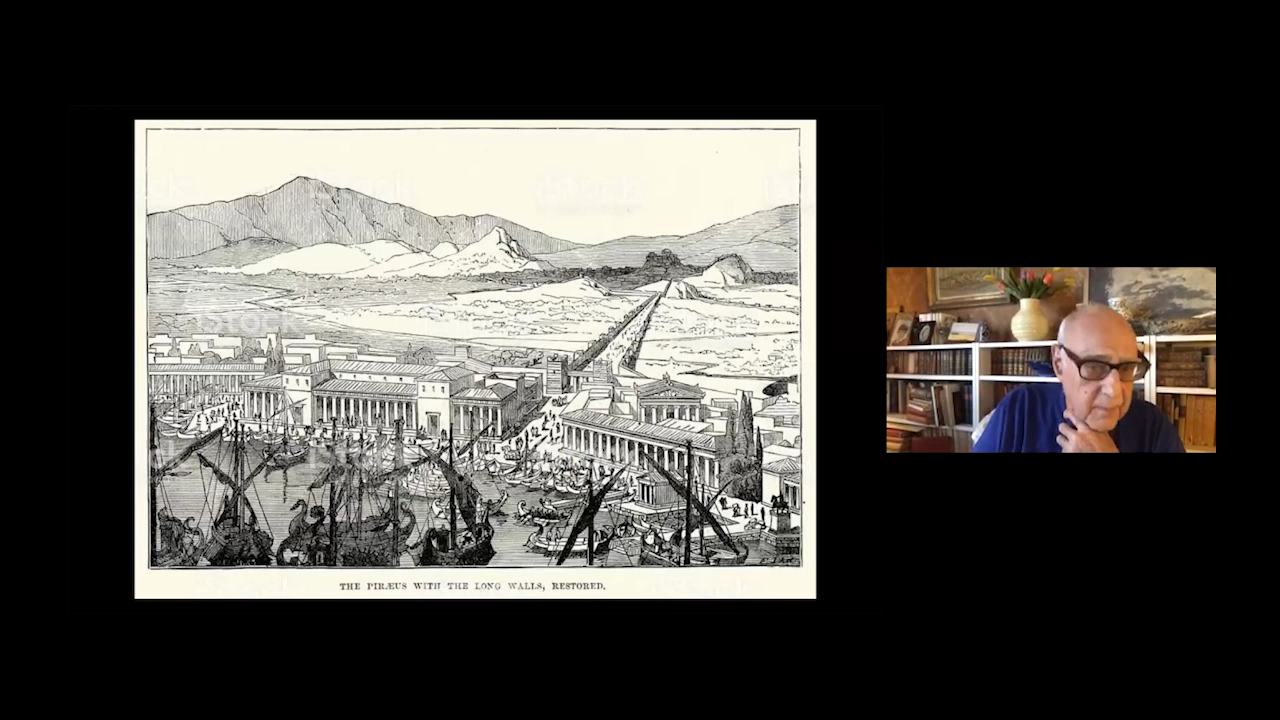 THE PIRÆUS WITH THE LONG WALLS, RESTORED.